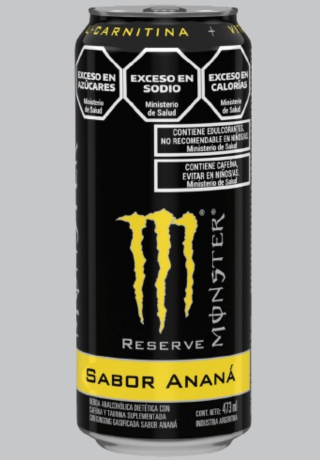 L-CARNITINA + VI
EXCESO EN
AZÚCARES
Ministerio
de Salud
EXCESO EN
SODIO
Ministerio
de Salud
EXCESO EN
CALORÍAS
Ministerio
de Salud
CONTIENE EDULCORANTES,
NO RECOMENDABLE EN NIÑOS/AS.
Ministerio de Salud
CONTIENE CAFEÍNA,
EVITAR EN NIÑOS/AS.
Ministerio de Salud
MONSTER
RESERVE
SABOR ANANÁ
BEBIDA ANALCOHÓLICA DIETÉTICA CON
CAFEÍNA Y TAURINA SUPLEMENTADA
CON GINSENG GASIFICADA SABOR ANANÁ
CONT. NETO: 473 ml
INDUSTRIA ARGENTINA